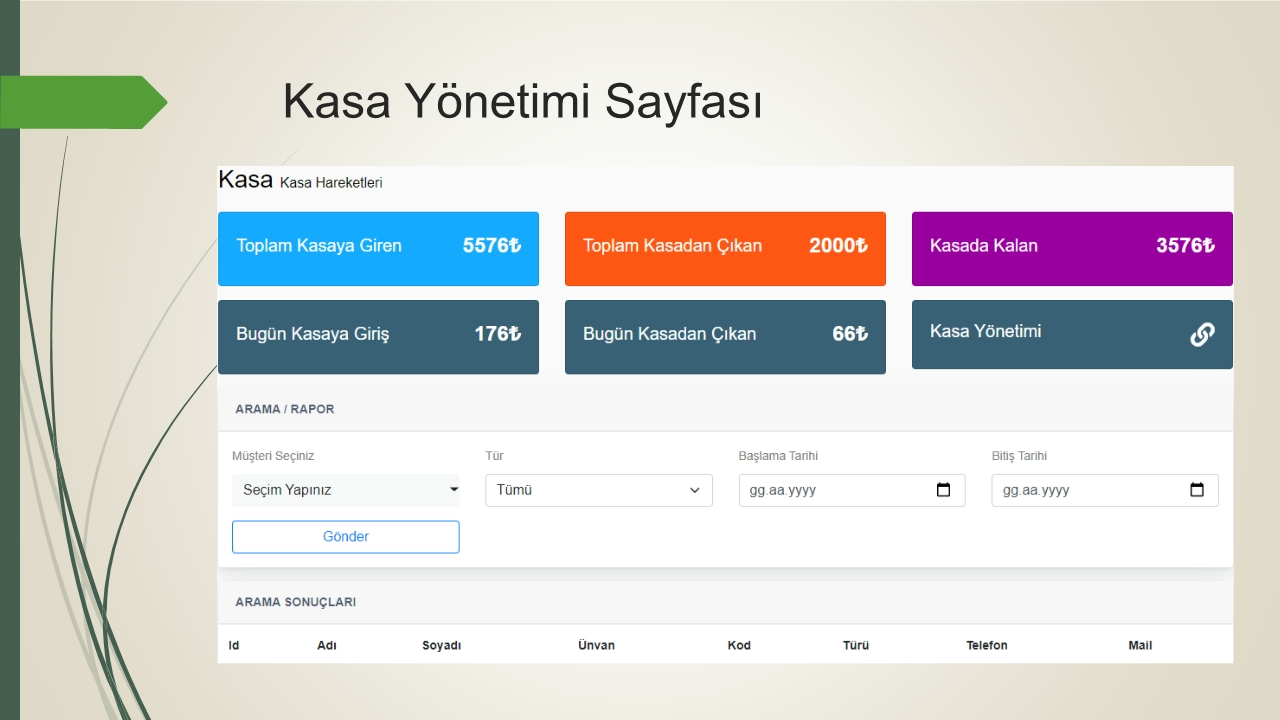 Kasa Yönetimi Sayfası
Kasa Kasa Hareketleri
Toplam Kasaya Giren 5576₺
Toplam Kasadan Çıkan 2000₺
Kasada Kalan 3576₺
Bugün Kasaya Giriş 176₺
Bugün Kasadan Çıkan 66₺
Kasa Yönetimi
ARAMA / RAPOR
Müşteri Seçiniz Tür Başlama Tarihi Bitiş Tarihi
Seçim Yapınız Tümü gg.aa.yyyy gg.aa.yyyy
Gönder
ARAMA SONUÇLARI
Id Adı Soyadı Ünvan Kod Türü Telefon Mail